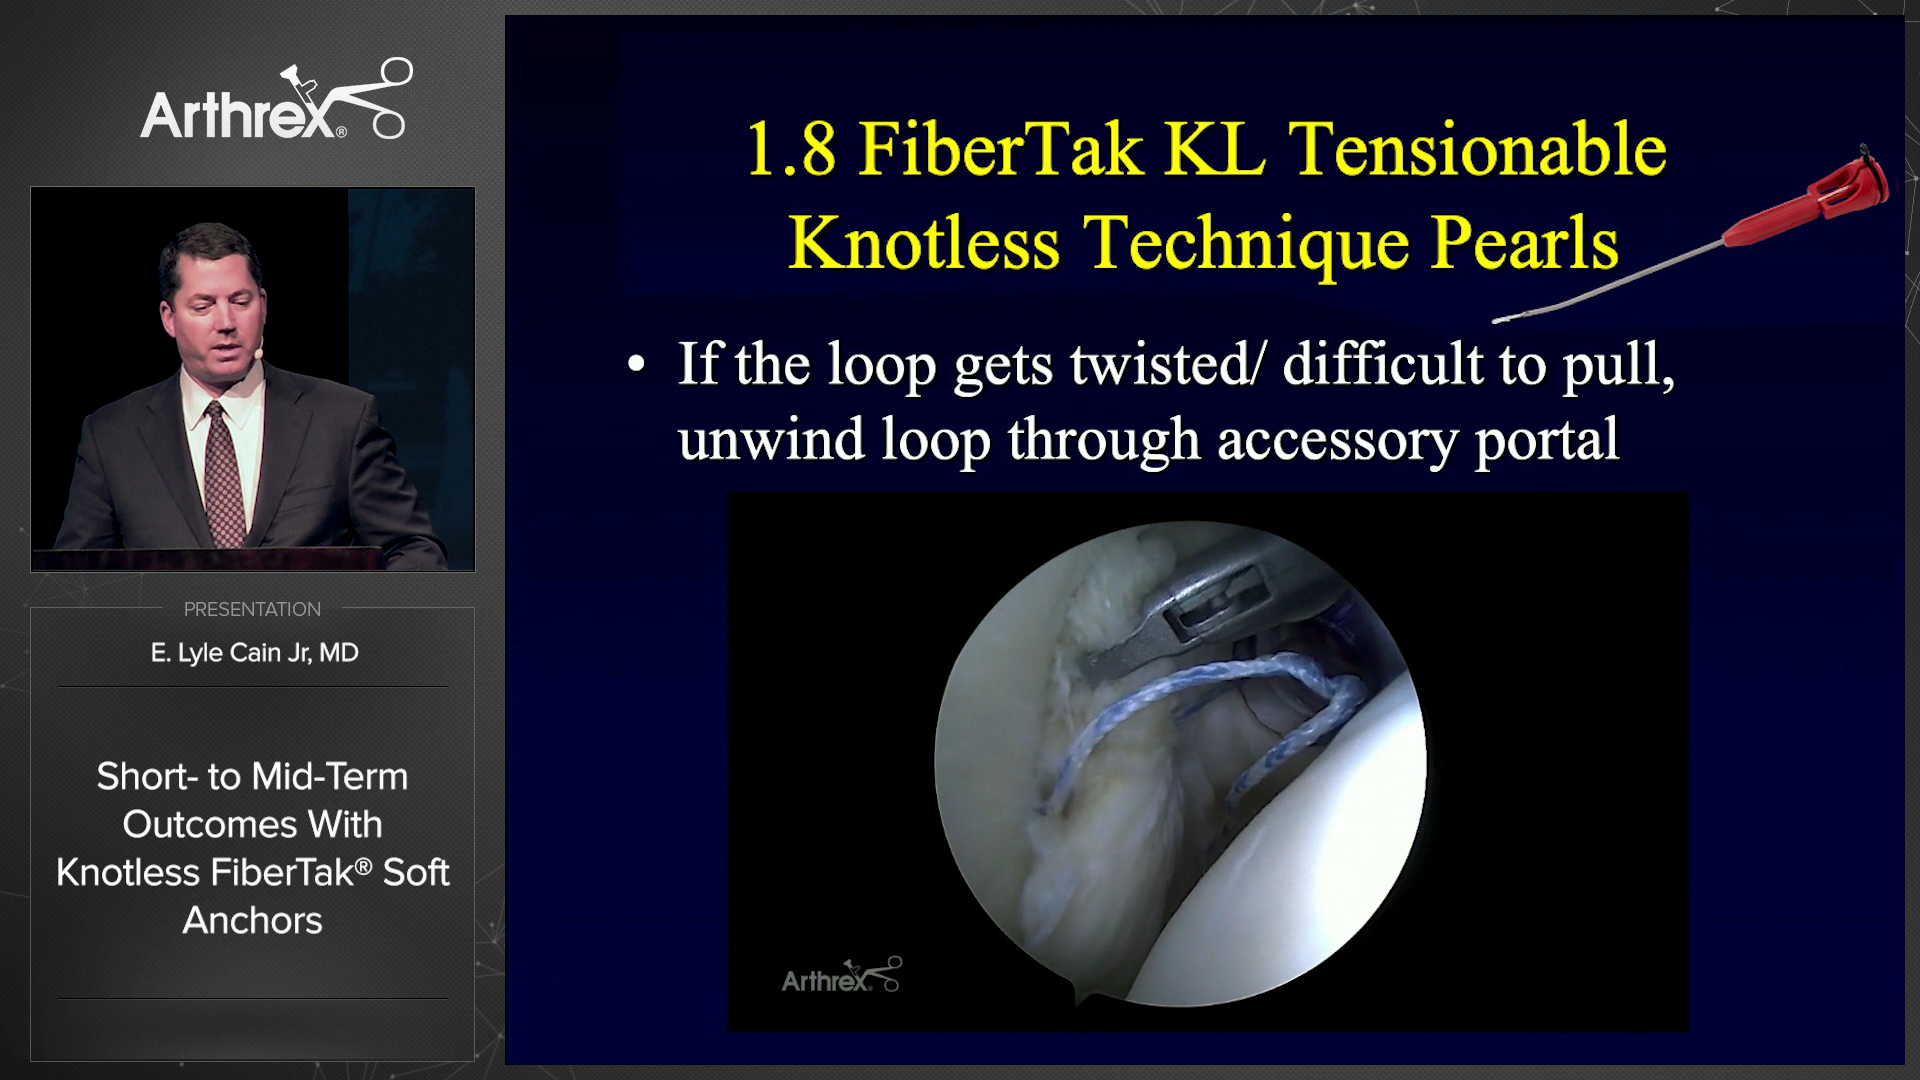 Arthrex®
PRESENTATION
E. Lyle Cain Jr, MD
Short- to Mid-Term
Outcomes With
Knotless FiberTak® Soft
Anchors
1.8 FiberTak KL Tensionable
Knotless Technique Pearls
• If the loop gets twisted/ difficult to pull,
unwind loop through accessory portal
Arthrex®